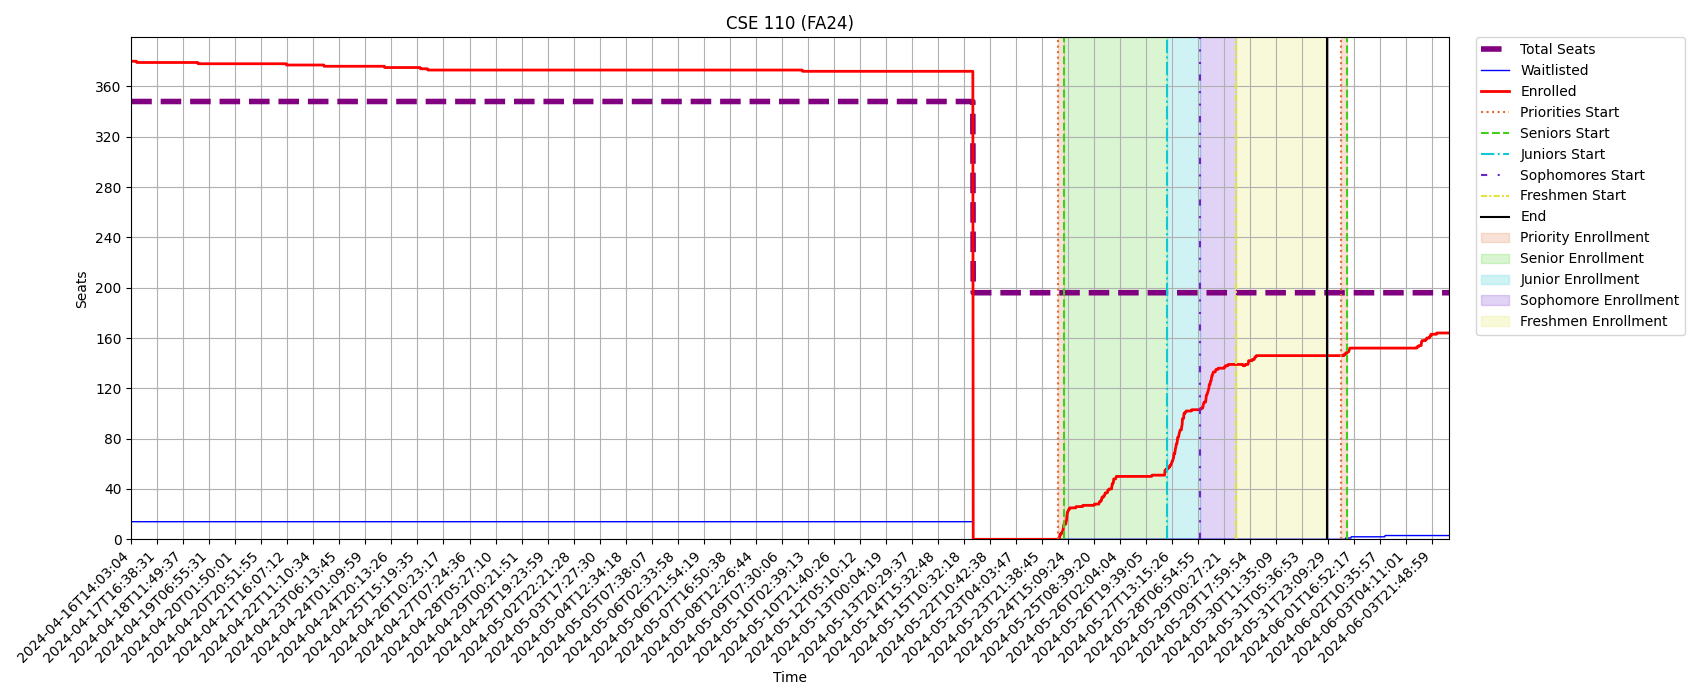 CSE 110 (FA24)
Seats
360
320
280
240
200
160
120
80
40
0
2024-04-16T14:03:04
2024-04-17T16:38:31
2024-04-18T11:49:37
2024-04-19T06:55:31
2024-04-20T01:50:01
2024-04-20T20:51:55
2024-04-21T16:07:12
2024-04-22T11:10:34
2024-04-23T06:13:45
2024-04-24T01:09:59
2024-04-24T20:13:26
2024-04-25T15:19:35
2024-04-26T10:23:17
2024-04-27T07:24:36
2024-04-28T05:27:10
2024-04-29T00:21:51
2024-04-29T19:23:59
2024-05-02T22:21:28
2024-05-03T17:27:30
2024-05-04T12:34:18
2024-05-05T07:38:07
2024-05-06T02:33:58
2024-05-06T21:54:19
2024-05-07T16:50:38
2024-05-08T12:26:44
2024-05-09T07:30:06
2024-05-10T02:39:13
2024-05-10T21:40:26
2024-05-12T05:10:12
2024-05-13T00:04:19
2024-05-13T20:29:37
2024-05-14T15:32:48
2024-05-15T10:32:18
2024-05-22T10:42:38
2024-05-23T04:03:47
2024-05-23T21:38:45
2024-05-24T15:09:24
2024-05-25T08:39:20
2024-05-26T02:04:04
2024-05-26T19:39:05
2024-05-27T13:15:26
2024-05-28T06:54:55
2024-05-29T00:27:21
2024-05-29T17:59:54
2024-05-30T11:35:09
2024-05-31T05:36:53
2024-05-31T23:09:29
2024-06-01T16:52:17
2024-06-02T10:35:57
2024-06-03T04:11:01
2024-06-03T21:48:59
Time
Total Seats
Waitlisted
Enrolled
Priorities Start
Seniors Start
Juniors Start
Sophomores Start
Freshmen Start
End
Priority Enrollment
Senior Enrollment
Junior Enrollment
Sophomore Enrollment
Freshmen Enrollment